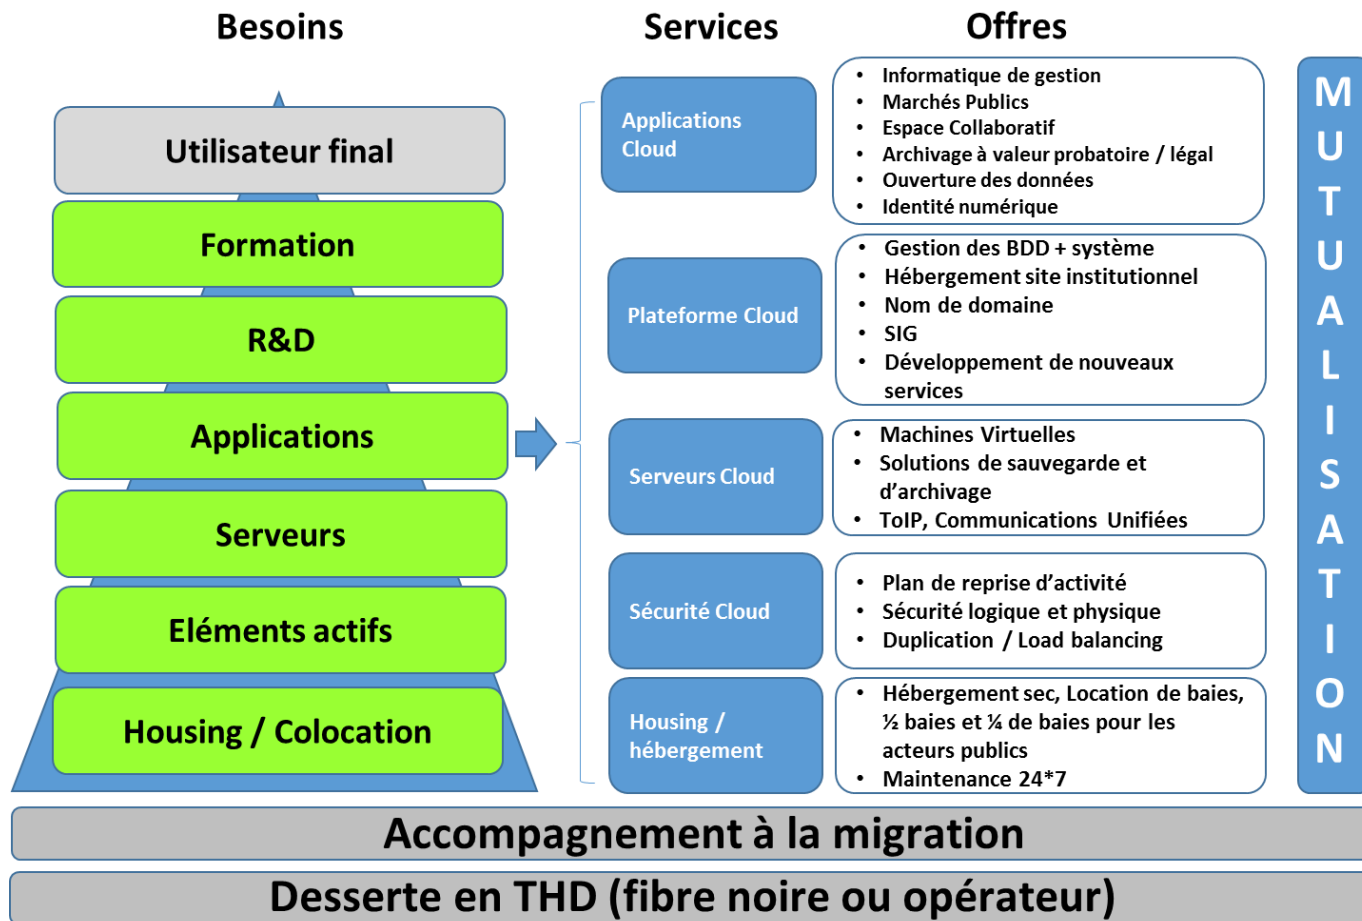 Besoins
Services
Offres
Utilisateur final
Formation
R&D
Applications
Serveurs
Eléments actifs
Housing / Colocation
Applications
Cloud
• Informatique de gestion
• Marchés Publics
• Espace Collaboratif
• Archivage à valeur probatoire / légal
• Ouverture des données
• Identité numérique
Plateforme Cloud
• Gestion des BDD + système
• Hébergement site institutionnel
• Nom de domaine
• SIG
• Développement de nouveaux
services
Serveurs Cloud
• Machines Virtuelles
• Solutions de sauvegarde et
d’archivage
• ToIP, Communications Unifiées
Sécurité Cloud
• Plan de reprise d’activité
• Sécurité logique et physique
• Duplication / Load balancing
Housing /
hébergement
• Hébergement sec, Location de baies,
½ baies et ¼ de baies pour les
acteurs publics
• Maintenance 24*7
MUTUALISATION
Accompagnement à la migration
Desserte en THD (fibre noire ou opérateur)